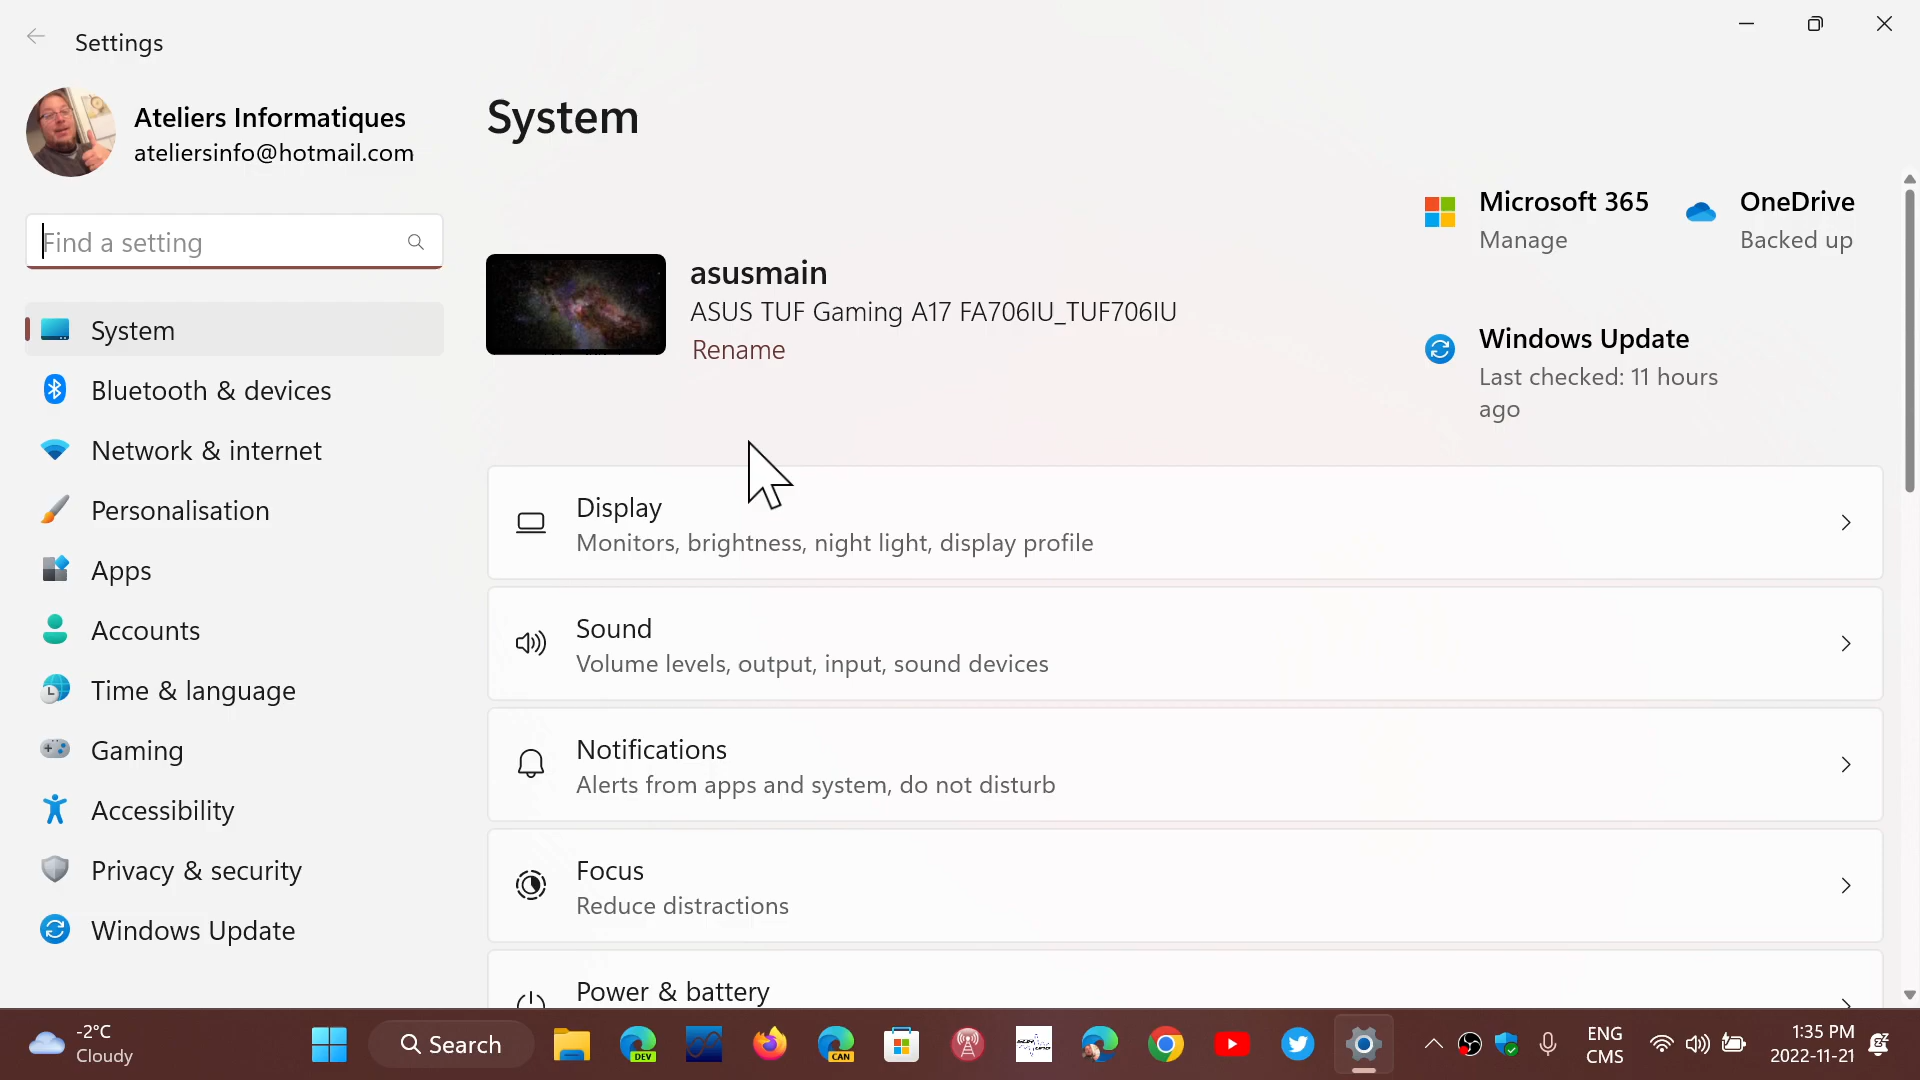 Settings
Ateliers Informatiques
ateliersinfo@hotmail.com
Find a setting
System
Bluetooth & devices
Network & internet
Personalisation
Apps
Accounts
Time & language
Gaming
Accessibility
Privacy & security
Windows Update
System
asusmain
ASUS TUF Gaming A17 FA706IU_TUF706IU
Rename
Microsoft 365
Manage
OneDrive
Backed up
Windows Update
Last checked: 11 hours
ago
Display
Monitors, brightness, night light, display profile
Sound
Volume levels, output, input, sound devices
Notifications
Alerts from apps and system, do not disturb
Focus
Reduce distractions
Power & battery
-2°C
Cloudy
Search
DEV
CAN
ENG
CMS
1:35 PM
2022-11-21